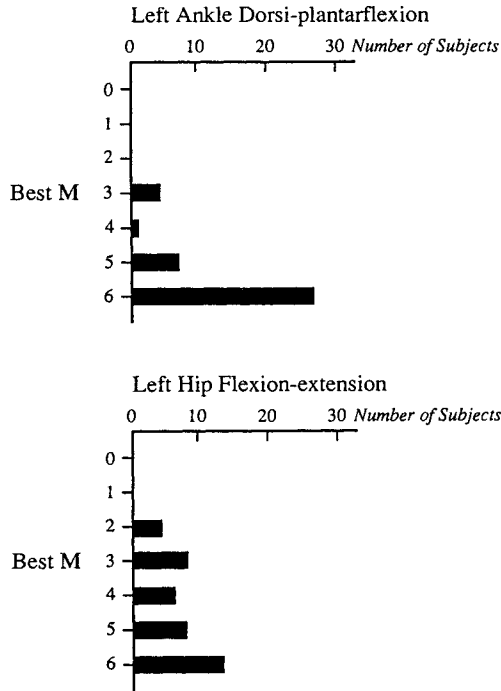 Left Ankle Dorsi-plantarflexion
0 10 20 30 Number of Subjects
0
1
2
Best M 3
4
5
6
Left Hip Flexion-extension
0 10 20 30 Number of Subjects
0
1
2
Best M 3
4
5
6